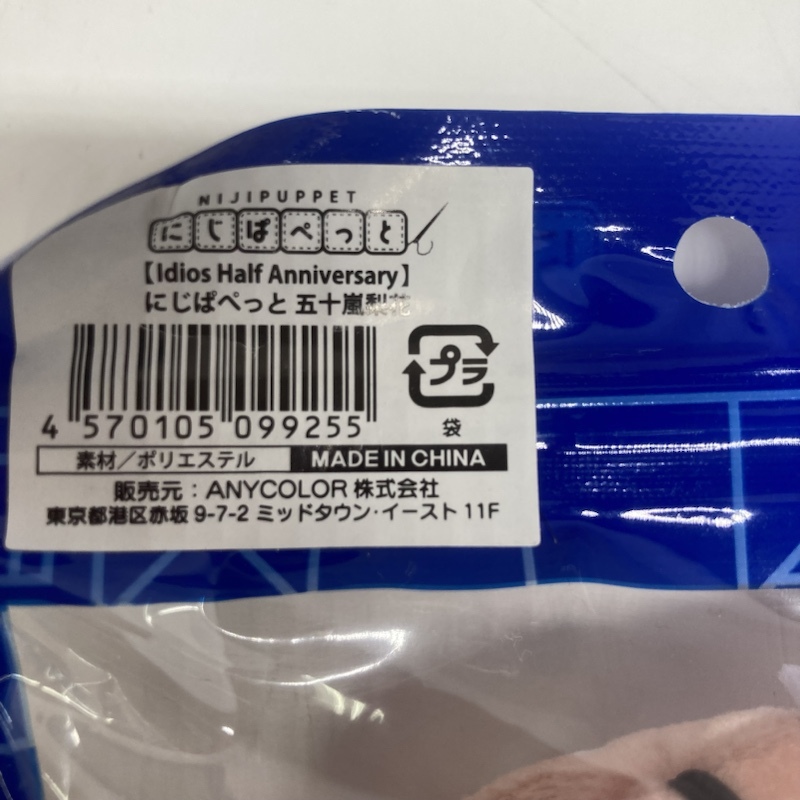 NIJIPUPPET
にじぱぺっと
【Idios Half Anniversary】
にじぱぺっと 五十嵐梨花
4 570105 099255
プラ
袋
素材/ポリエステル
MADE IN CHINA
販売元:ANYCOLOR 株式会社
東京都港区赤坂 9-7-2 ミッドタウン・イースト 11F